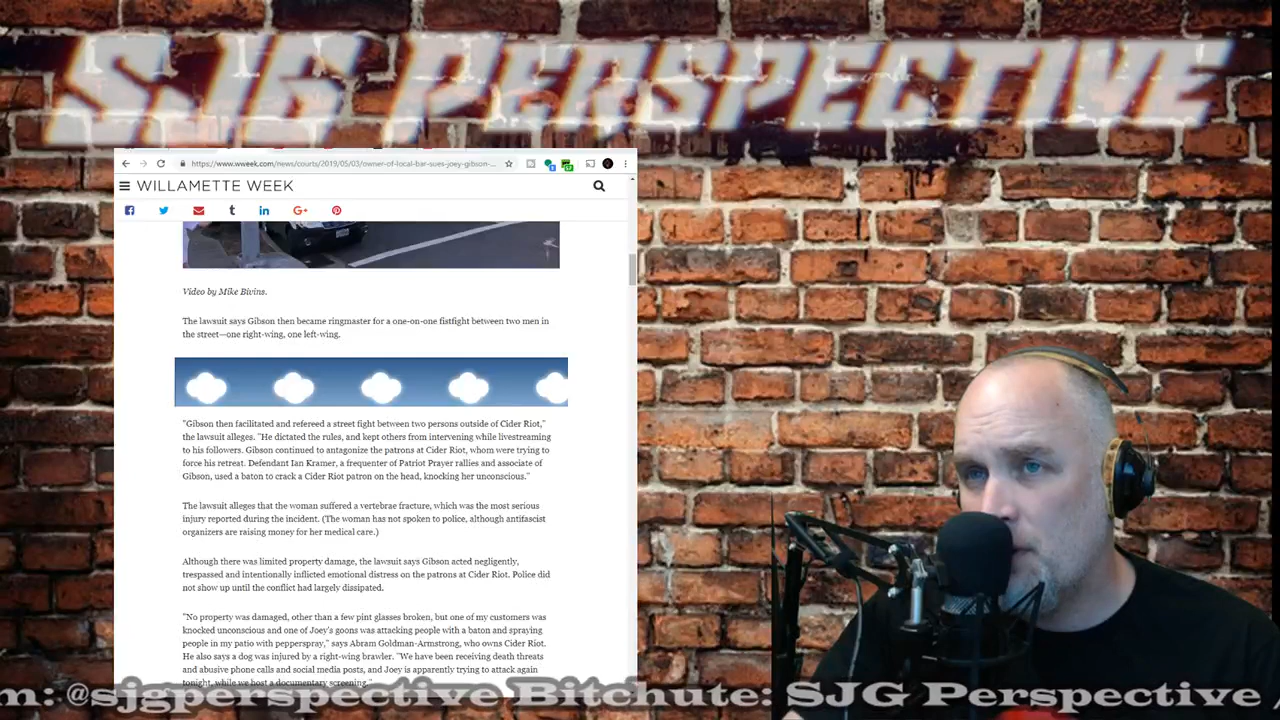 SJG PERSPECTIVE
https://www.wweek.com/news/courts/2019/05/03/owner-of-local-bar-sues-joey-gibson-...
WILLAMETTE WEEK
Video by Mike Bivins.
The lawsuit says Gibson then became ringmaster for a one-on-one fistfight between two men in
the street—one right-wing, one left-wing.
"Gibson then facilitated and refereed a street fight between two persons outside of Cider Riot,"
the lawsuit alleges. "He dictated the rules, and kept others from intervening while livestreaming
to his followers. Gibson continued to antagonize the patrons at Cider Riot, whom were trying to
force his retreat. Defendant Ian Kramer, a frequenter of Patriot Prayer rallies and associate of
Gibson, used a baton to crack a Cider Riot patron on the head, knocking her unconscious."
The lawsuit alleges that the woman suffered a vertebrae fracture, which was the most serious
injury reported during the incident. (The woman has not spoken to police, although antifascist
organizers are raising money for her medical care.)
Although there was limited property damage, the lawsuit says Gibson acted negligently,
trespassed and intentionally inflicted emotional distress on the patrons at Cider Riot. Police did
not show up until the conflict had largely dissipated.
"No property was damaged, other than a few pint glasses broken, but one of my customers was
knocked unconscious and one of Joey's goons was attacking people with a baton and spraying
people in my patio with pepperspray," says Abram Goldman-Armstrong, who owns Cider Riot.
He also says a dog was injured by a right-wing brawler. "We have been receiving death threats
and abusive phone calls and social media posts, and Joey is apparently trying to attack again
tonight, while we host a documentary screening."
m: @sjgperspective Bitchute: SJG Perspective